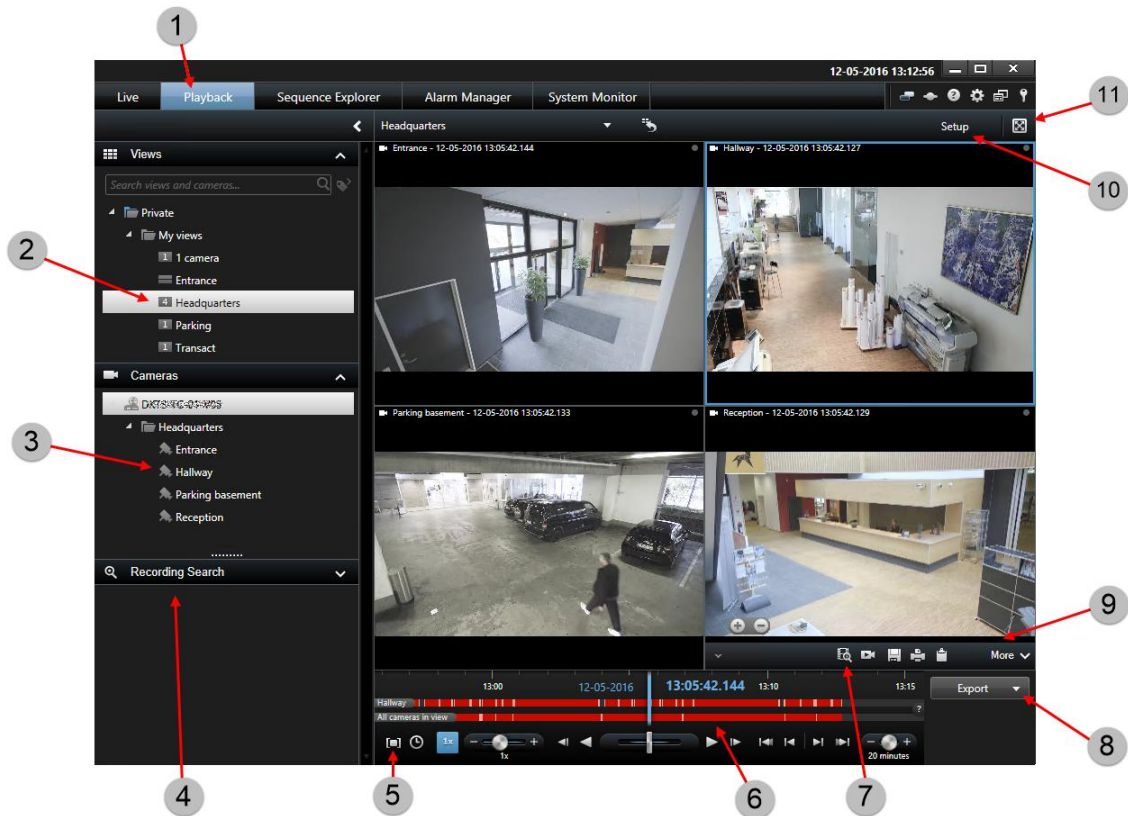 1
12-05-2016 13:12:56
Live Playback Sequence Explorer Alarm Manager System Monitor
11
Headquarters Setup
Views
Entrance - 12-05-2016 13:05:42.144
Hallway - 12-05-2016 13:05:42.127
10
Search views and cameras...
Private
2
My views
1 1 camera
Entrance
4 Headquarters
1 Parking
1 Transact
Cameras
Parking basement - 12-05-2016 13:05:42.133
Reception - 12-05-2016 13:05:42.129
3
Headquarters
Entrance
Hallway
Parking basement
Reception
Recording Search
9
More
13:00 12-05-2016 13:05:42.144 13:10 13:15
Export
Hallway
All cameras in view
?
1x
1x
20 minutes
8
4
5
6
7